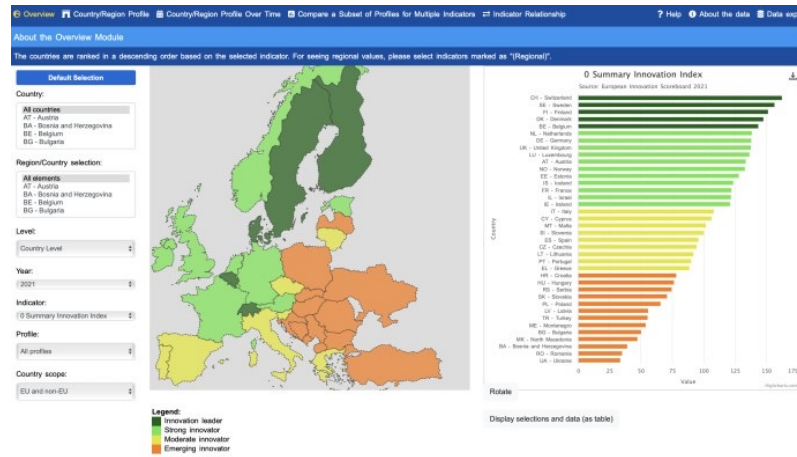 Overview Country/Region Profile Country/Region Profile Over Time Compare a Subset of Profiles for Multiple Indicators Indicator Relationship ? Help About the data Data exp
About the Overview Module
The countries are ranked in a descending order based on the selected indicator. For seeing regional values, please select indicators marked as "(Regional)".
Default Selection
Country:
All countries
AT - Austria
BA - Bosnia and Herzegovina
BE - Belgium
BG - Bulgaria
Region/Country selection:
All elements
AT - Austria
BA - Bosnia and Herzegovina
BE - Belgium
BG - Bulgaria
Level:
Country Level
Year:
2021
Indicator:
0 Summary Innovation Index
Profile:
All profiles
Country scope:
EU and non-EU
Legend:
Innovation leader
Strong innovator
Moderate innovator
Emerging innovator
0 Summary Innovation Index
Source: European Innovation Scoreboard 2021
Country
CH - Switzerland
SE - Sweden
FI - Finland
DK - Denmark
BE - Belgium
NL - Netherlands
DE - Germany
UK - United Kingdom
LU - Luxembourg
AT - Austria
NO - Norway
EE - Estonia
IS - Iceland
FR - France
IL - Israel
IE - Ireland
IT - Italy
CY - Cyprus
MT - Malta
SI - Slovenia
ES - Spain
CZ - Czechia
LT - Lithuania
PT - Portugal
EL - Greece
HR - Croatia
HU - Hungary
RS - Serbia
SK - Slovakia
PL - Poland
LV - Latvia
TR - Turkey
ME - Montenegro
BG - Bulgaria
MK - North Macedonia
BA - Bosnia and Herzegovina
RO - Romania
UA - Ukraine
0 25 50 75 100 125 150 175
Value
Highcharts.com
Rotate
Display selections and data (as table)